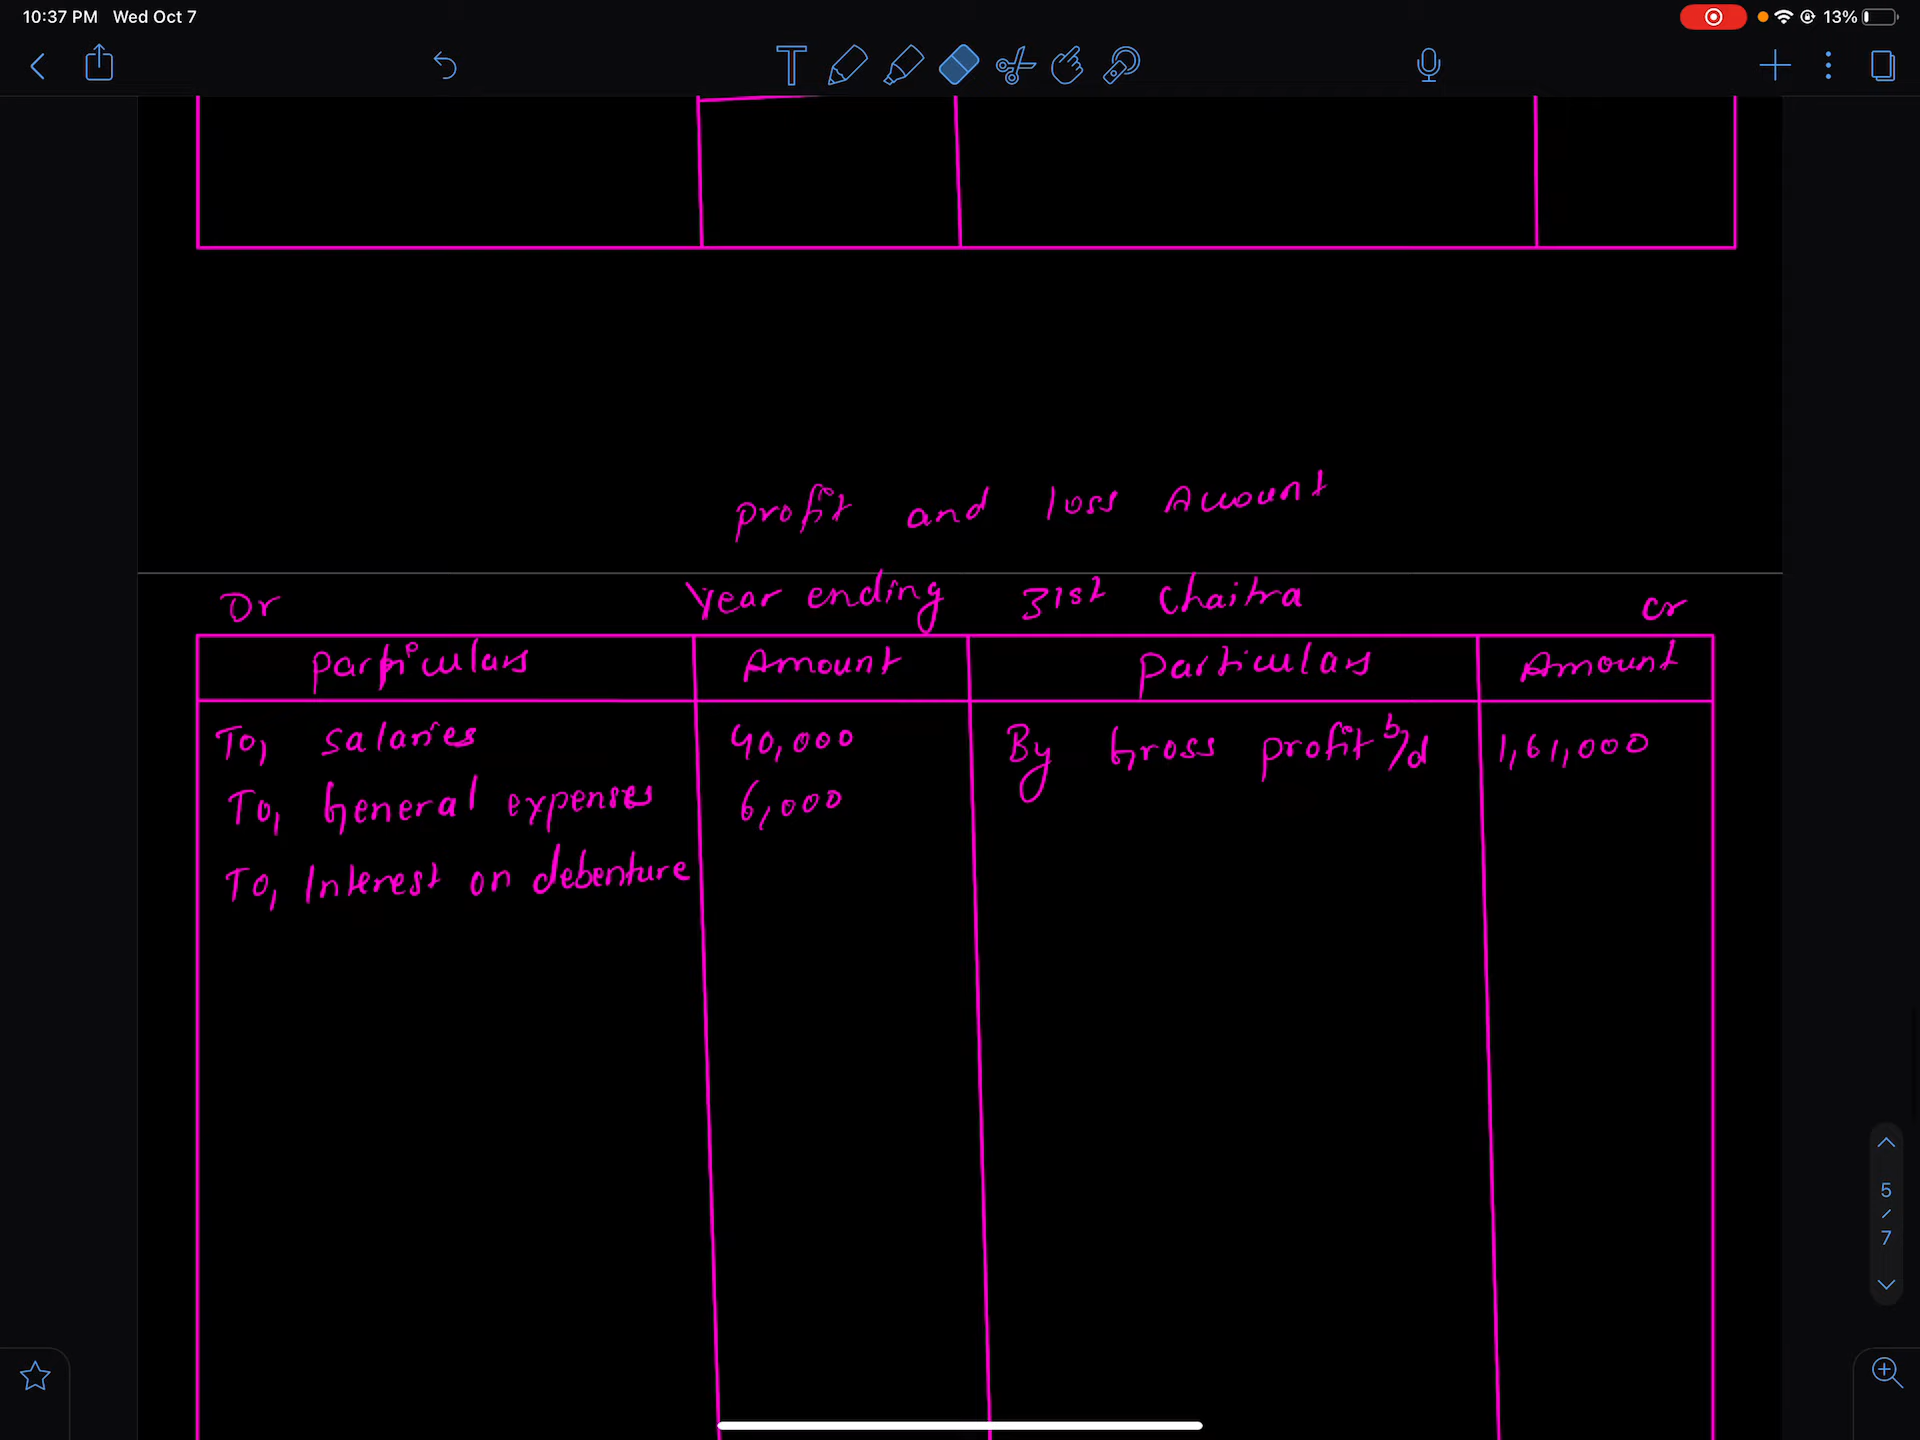 10:37 PM Wed Oct 7
13%
profit and loss Account
Year ending 31st Chaitra
Dr
cr
particulars Amount particulars Amount
To, salaries 40,000 By Gross profit b/d 1,61,000
To, General expenses 6,000
To, Interest on debenture
5
/
7